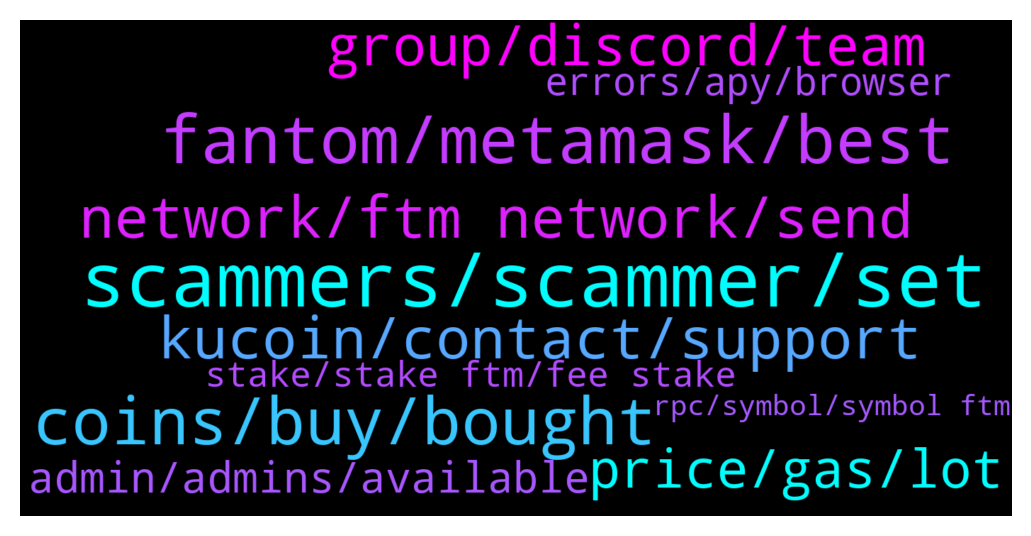 group/discord/team
errors/apy/browser
fantom/metamask/best
network/ftm network/send
scammers/scammer/set
kucoin/contact/support
stake/stake ftm/fee stake
coins/buy/bought
rpc/symbol/symbol ftm
admin/admins/available
price/gas/lot